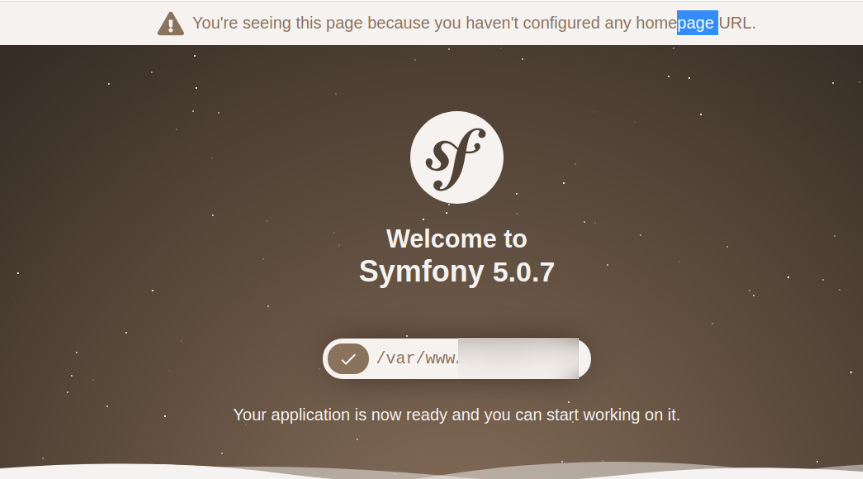 You're seeing this page because you haven't configured any homepage URL.
sf
Welcome to
Symfony 5.0.7
/var/www/
Your application is now ready and you can start working on it.